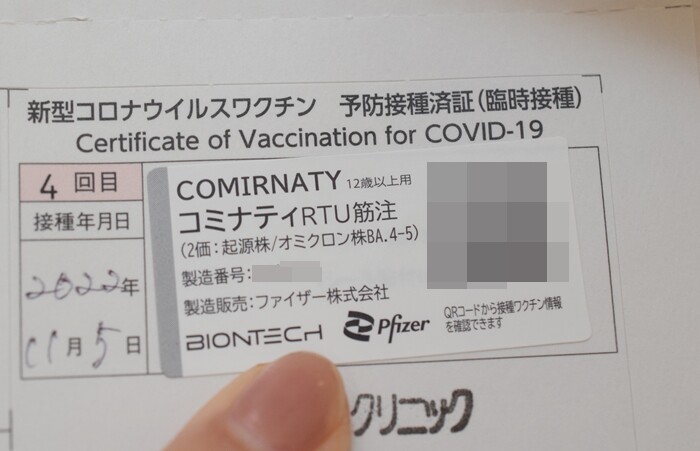 新型コロナウイルスワクチン 予防接種済証(臨時接種)
Certificate of Vaccination for COVID-19
4 回目
接種年月日
2022年
11月5日
COMIRNATY 12歳以上用
コミナティRTU筋注
(2価:起源株/オミクロン株BA.4-5)
製造番号:
製造販売:ファイザー株式会社
BIONTECH Pfizer
QRコードから接種ワクチン情報
を確認できます
クリニック